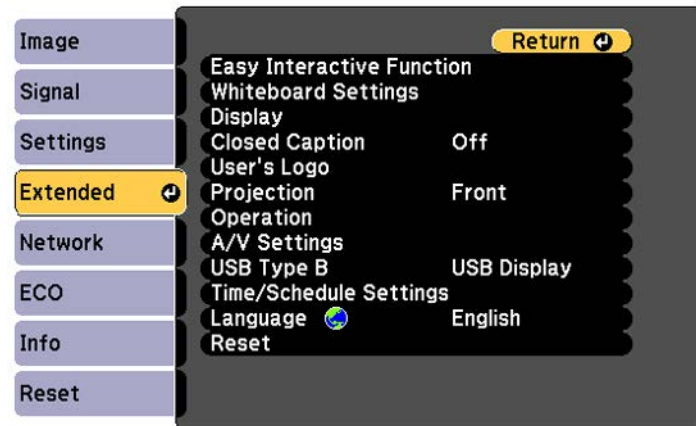 Image
Signal
Settings
Extended
Network
ECO
Info
Reset
Return
Easy Interactive Function
Whiteboard Settings
Display
Closed Caption Off
User's Logo
Projection Front
Operation
A/V Settings
USB Type B USB Display
Time/Schedule Settings
Language English
Reset